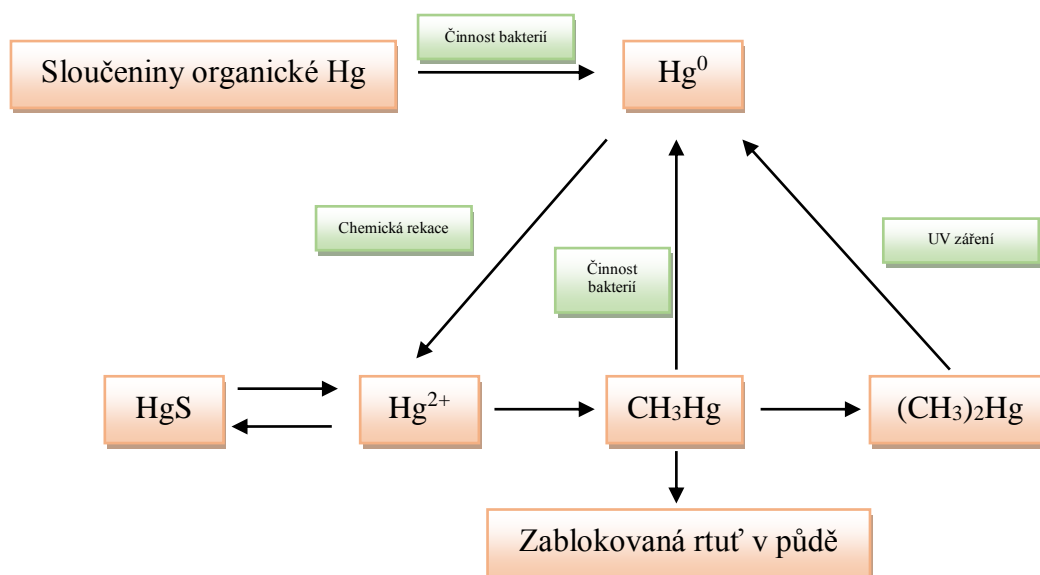 Činnost bakterií
Sloučeniny organické Hg
Hg⁰
Chemická rekace
UV záření
Činnost
bakterií
HgS
Hg²⁺
CH₃Hg
(CH₃)₂Hg
Zablokovaná rtuť v půdě